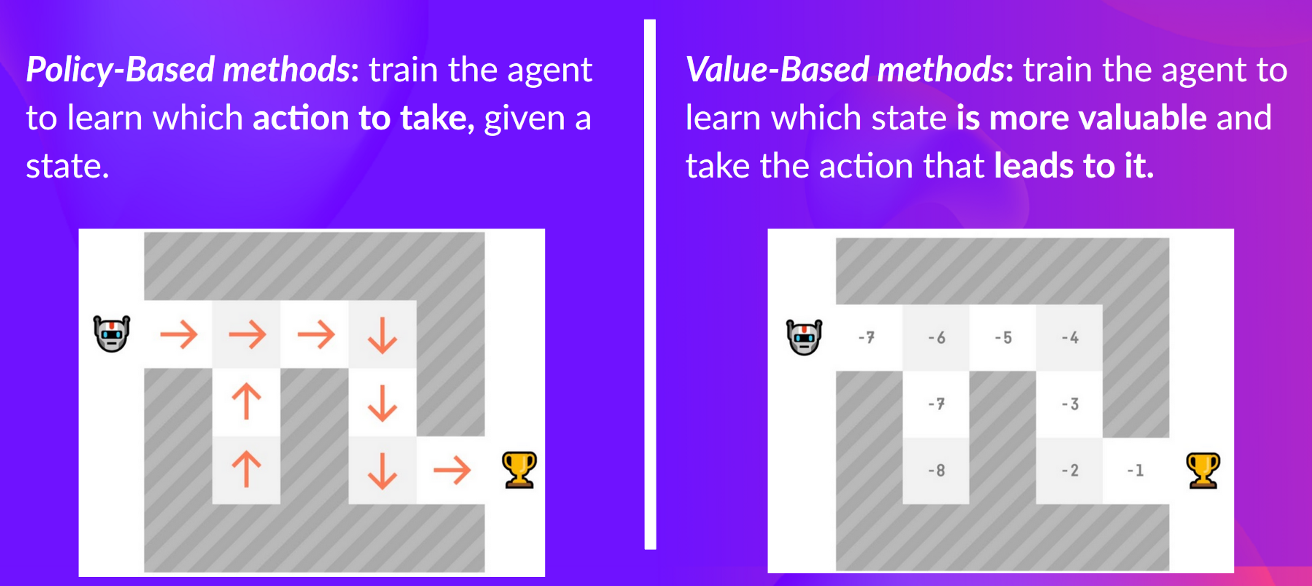 Policy-Based methods: train the agent
to learn which action to take, given a
state.
Value-Based methods: train the agent to
learn which state is more valuable and
take the action that leads to it.
-7 -6 -5 -4
-7 -3
-8 -2 -1